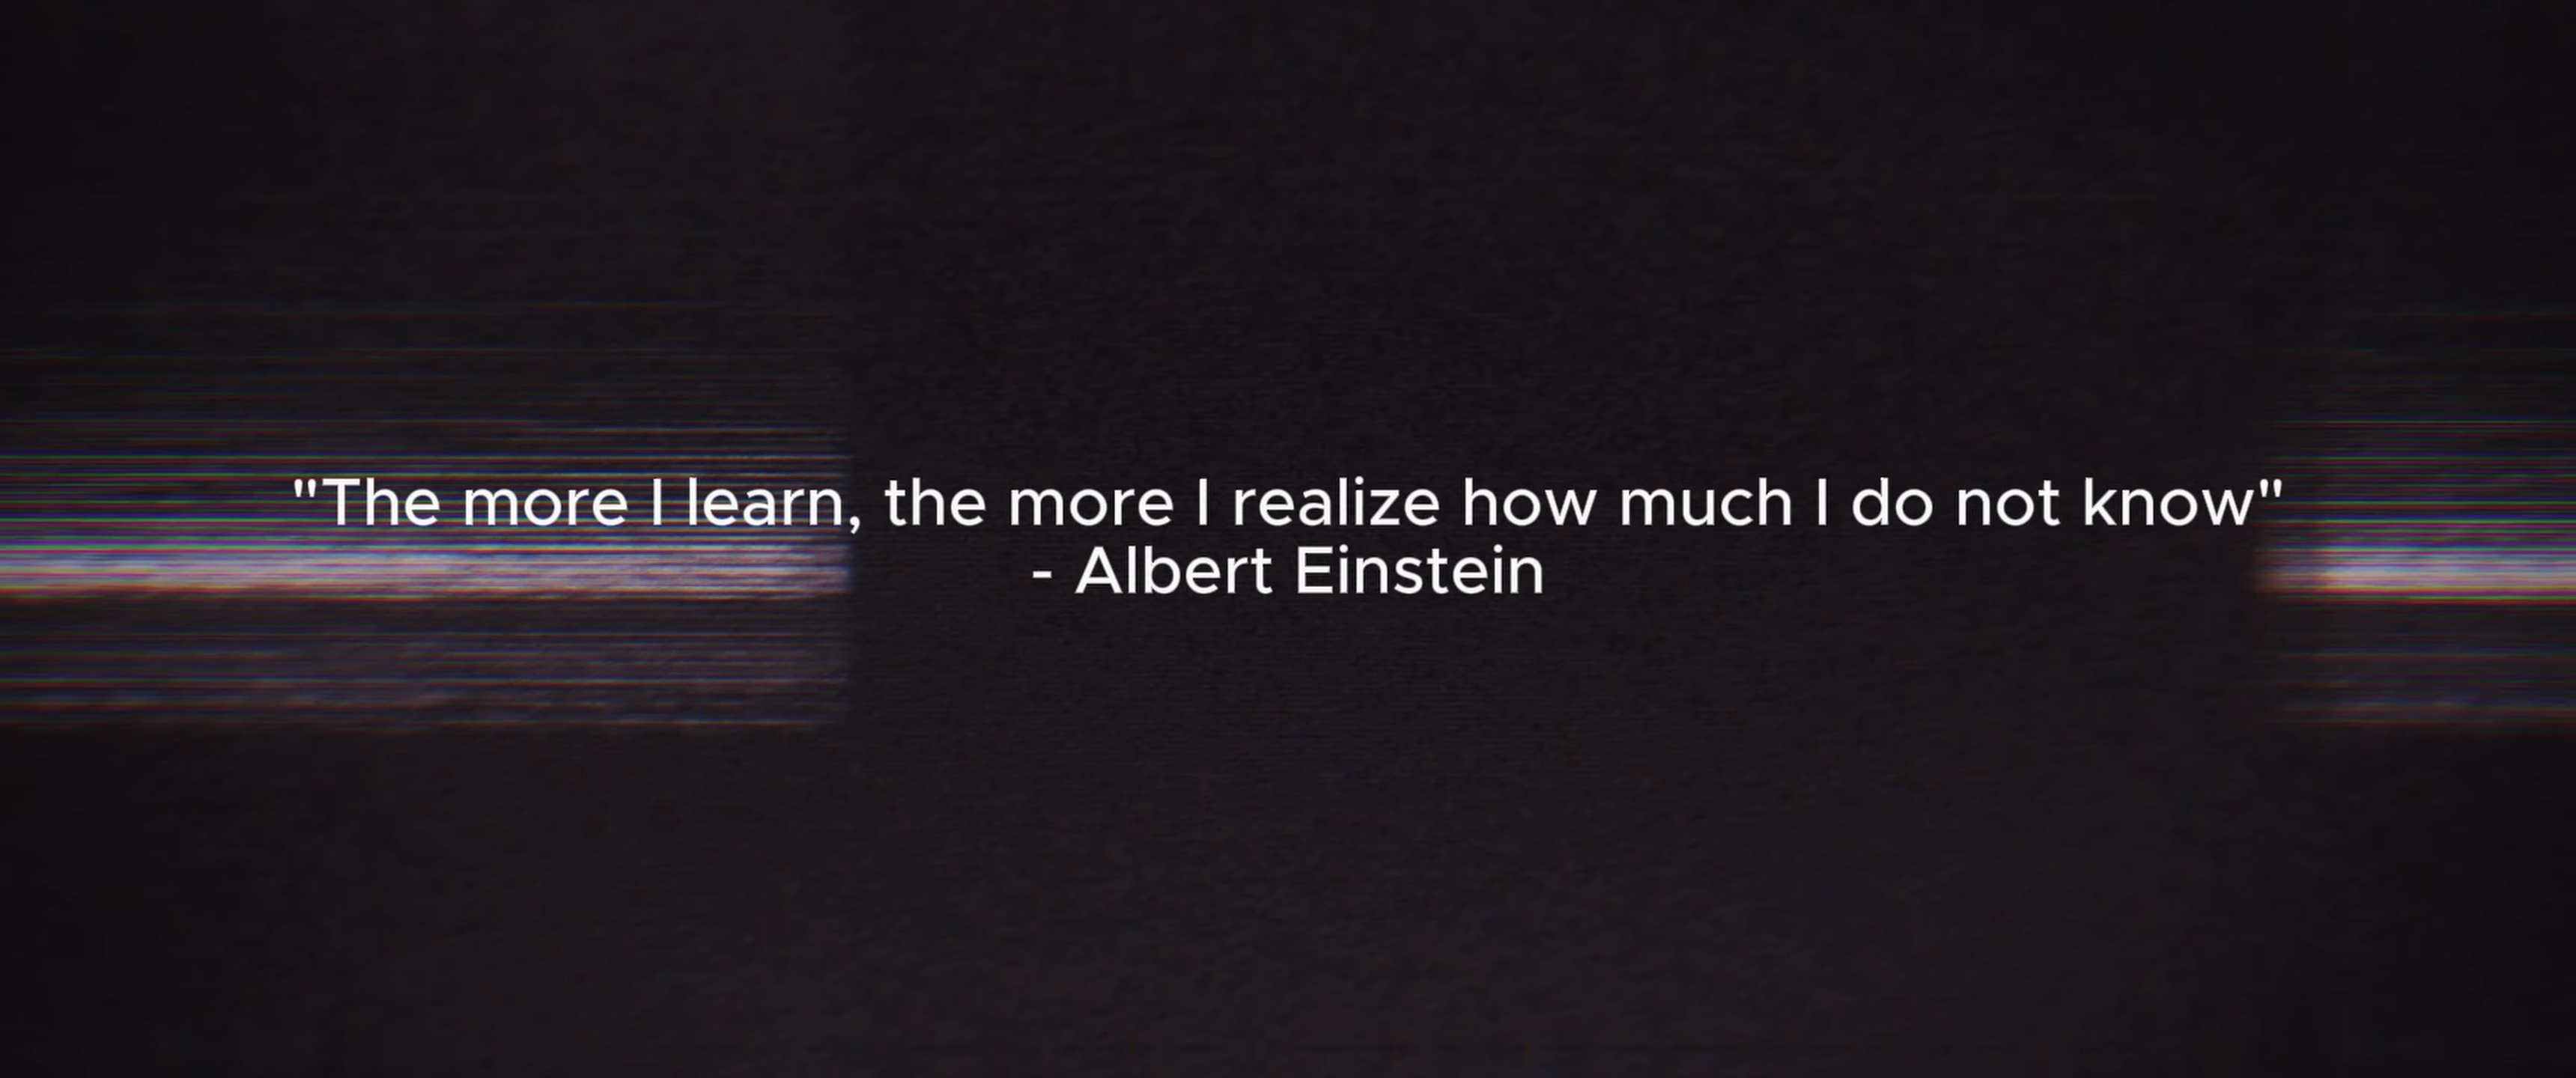 "The more I learn, the more I realize how much I do not know"
- Albert Einstein